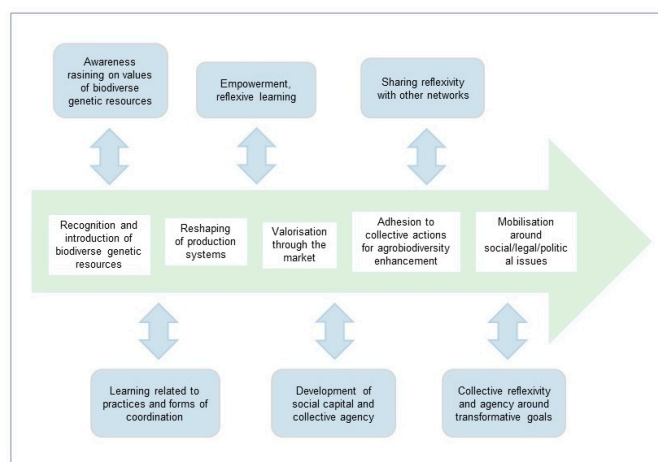 Awareness
rasining on values
of biodiverse
genetic resources
Empowerment,
reflexive learning
Sharing reflexivity
with other networks
Recognition and
introduction of
biodiverse genetic
resources
Reshaping
of production
systems
Valorisation
through the
market
Adhesion to
collective actions
for agrobiodiversity
enhancement
Mobilisation
around
social/legal/politic
al issues
Learning related to
practices and forms of
coordination
Development of
social capital and
collective agency
Collective reflexivity
and agency around
transformative goals